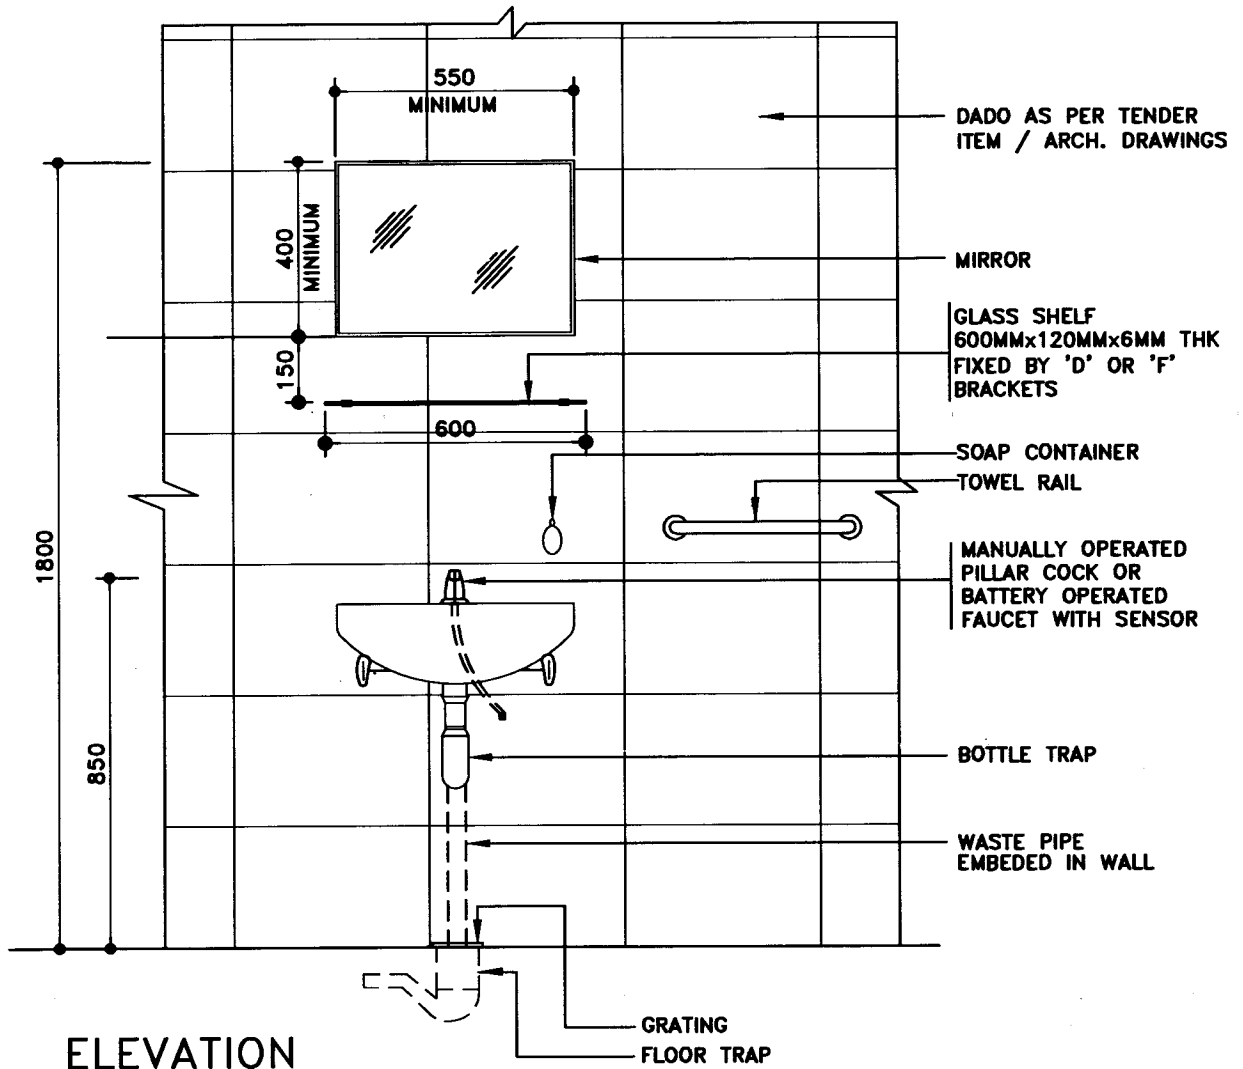 550
MINIMUM
DADO AS PER TENDER
ITEM / ARCH. DRAWINGS
400
MINIMUM
MIRROR
GLASS SHELF
600MMx120MMx6MM THK
FIXED BY 'D' OR 'F'
BRACKETS
150
600
SOAP CONTAINER
TOWEL RAIL
1800
MANUALLY OPERATED
PILLAR COCK OR
BATTERY OPERATED
FAUCET WITH SENSOR
850
BOTTLE TRAP
WASTE PIPE
EMBEDED IN WALL
GRATING
FLOOR TRAP
ELEVATION